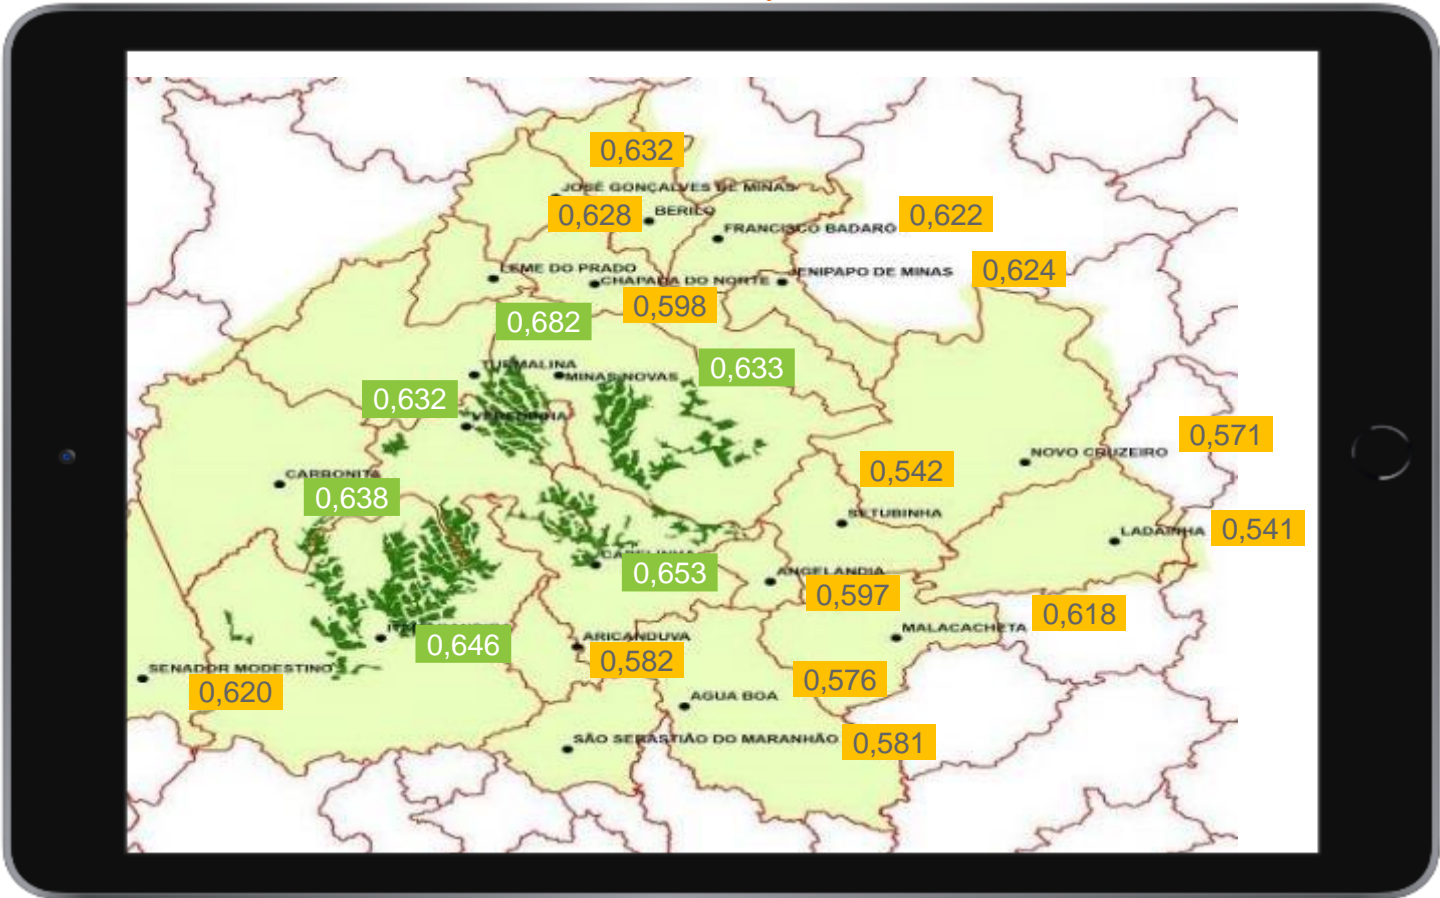 0,632
JOSÉ GONÇALVES DE MINAS
0,628
BERILO
0,622
FRANCISCO BADARÓ
LEME DO PRADO
JENIPAPO DE MINAS
0,624
CHAPADA DO NORTE
0,598
0,682
TURMALINA
MINAS NOVAS
0,633
0,632
VEREDINHA
0,571
NOVO CRUZEIRO
0,542
CARBONITA
0,638
SETUBINHA
LADAINHA
0,541
CAPELINHA
0,653
ANGELANDIA
0,597
0,618
MALACACHETA
0,646
ARICANDUVA
0,582
SENADOR MODESTINO
0,620
0,576
AGUA BOA
SÃO SEBASTIÃO DO MARANHÃO
0,581